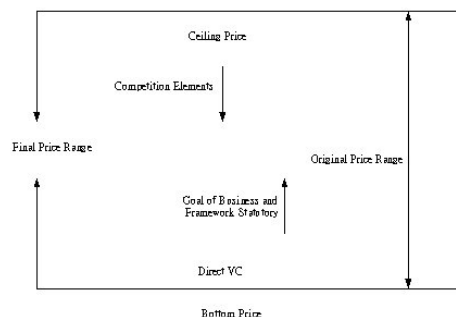 Ceiling Price
Competition Elements
Final Price Range
Original Price Range
Goal of Business and
Framework Statutory
Direct VC
Bottom Price